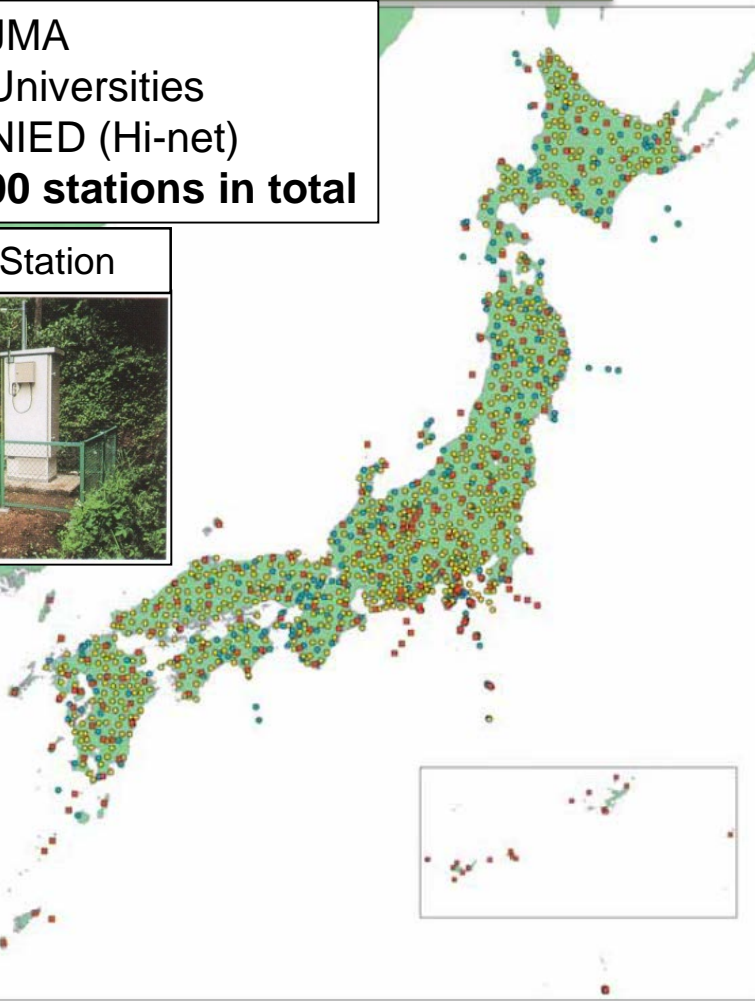 JMA
Universities
NIED (Hi-net)
00 stations in total
Station